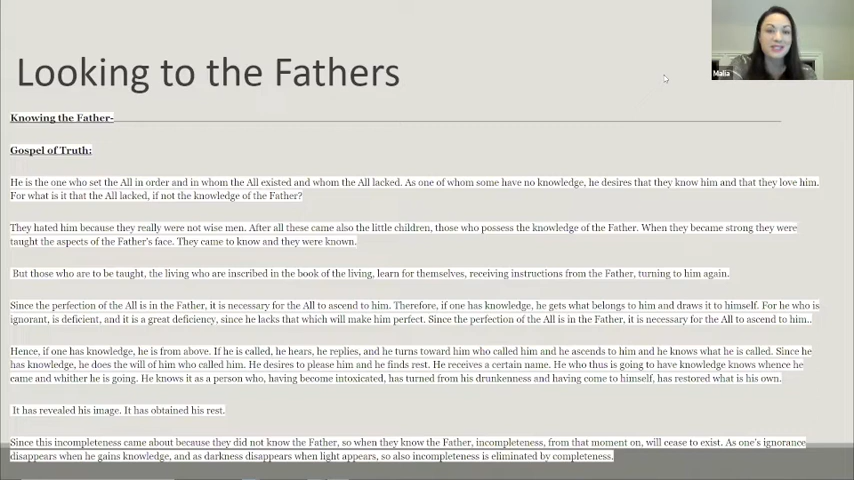 Looking to the Fathers
Malia
Knowing the Father-
Gospel of Truth:
He is the one who set the All in order and in whom the All existed and whom the All lacked. As one of whom some have no knowledge, he desires that they know him and that they love him.
For what is it that the All lacked, if not the knowledge of the Father?
They hated him because they really were not wise men. After all these came also the little children, those who possess the knowledge of the Father. When they became strong they were
taught the aspects of the Father's face. They came to know and they were known.
But those who are to be taught, the living who are inscribed in the book of the living, learn for themselves, receiving instructions from the Father, turning to him again.
Since the perfection of the All is in the Father, it is necessary for the All to ascend to him. Therefore, if one has knowledge, he gets what belongs to him and draws it to himself. For he who is
ignorant, is deficient, and it is a great deficiency, since he lacks that which will make him perfect. Since the perfection of the All is in the Father, it is necessary for the All to ascend to him..
Hence, if one has knowledge, he is from above. If he is called, he hears, he replies, and he turns toward him who called him and he ascends to him and he knows what he is called. Since he
has knowledge, he does the will of him who called him. He desires to please him and he finds rest. He receives a certain name. He who thus is going to have knowledge knows whence he
came and whither he is going. He knows it as a person who, having become intoxicated, has turned from his drunkenness and having come to himself, has restored what is his own.
It has revealed his image. It has obtained his rest.
Since this incompleteness came about because they did not know the Father, so when they know the Father, incompleteness, from that moment on, will cease to exist. As one's ignorance
disappears when he gains knowledge, and as darkness disappears when light appears, so also incompleteness is eliminated by completeness.